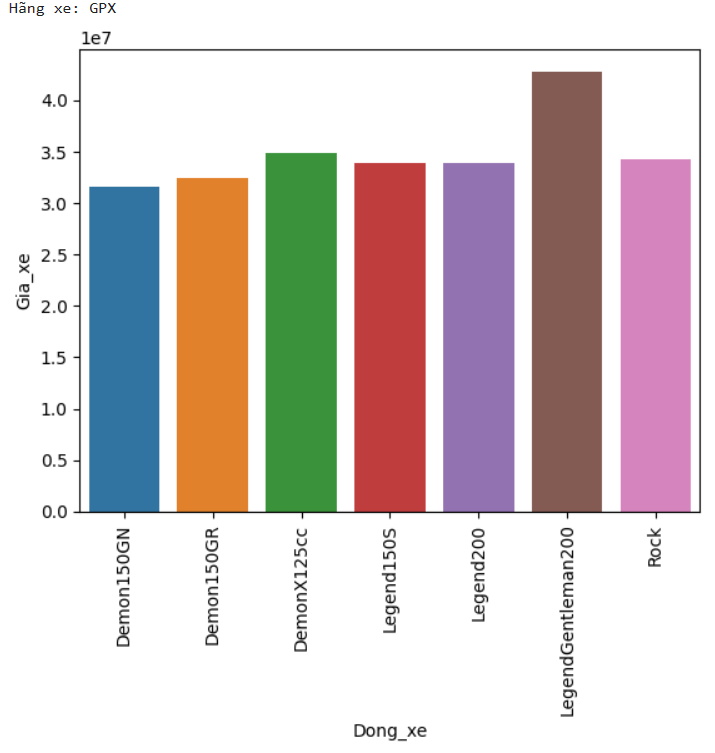 Hãng xe: GPX
1e7
4.0
3.5
3.0
2.5
2.0
1.5
1.0
0.5
0.0
Gia_xe
Demon150GN
Demon150GR
DemonX125cc
Legend150S
Legend200
LegendGentleman200
Rock
Dong_xe